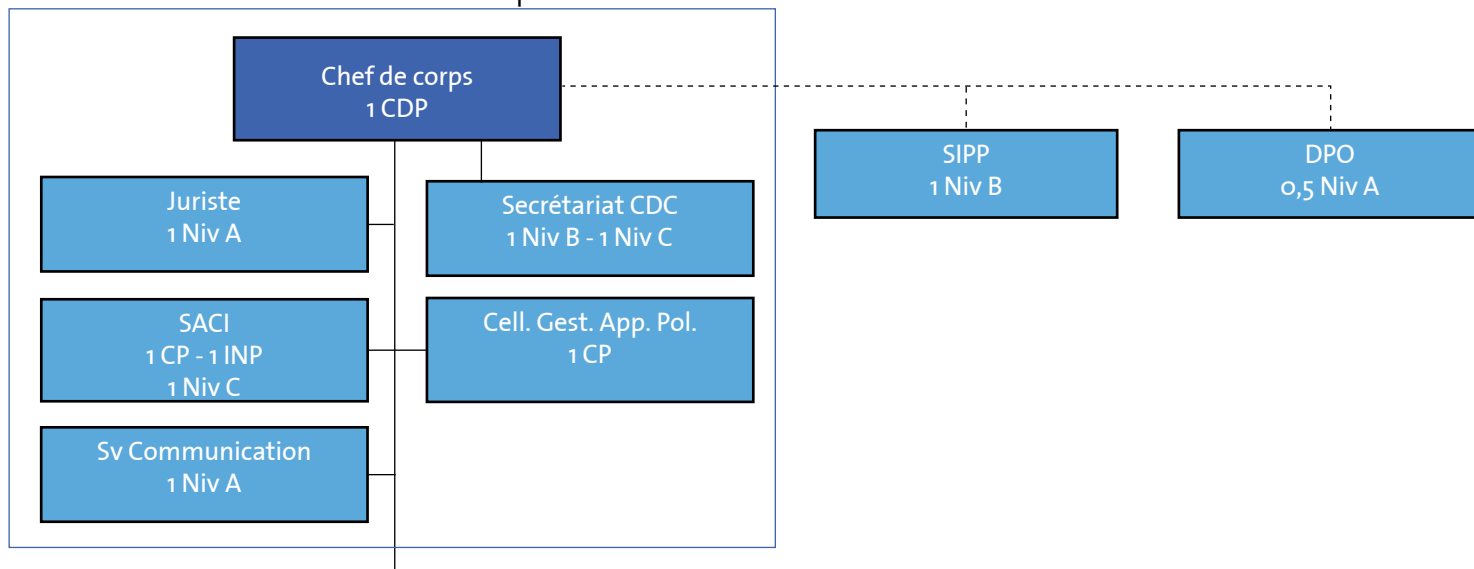 Chef de corps
1 CDP
SIPP
1 Niv B
DPO
0,5 Niv A
Juriste
1 Niv A
Secrétariat CDC
1 Niv B - 1 Niv C
SACI
1 CP - 1 INP
1 Niv C
Cell. Gest. App. Pol.
1 CP
Sv Communication
1 Niv A